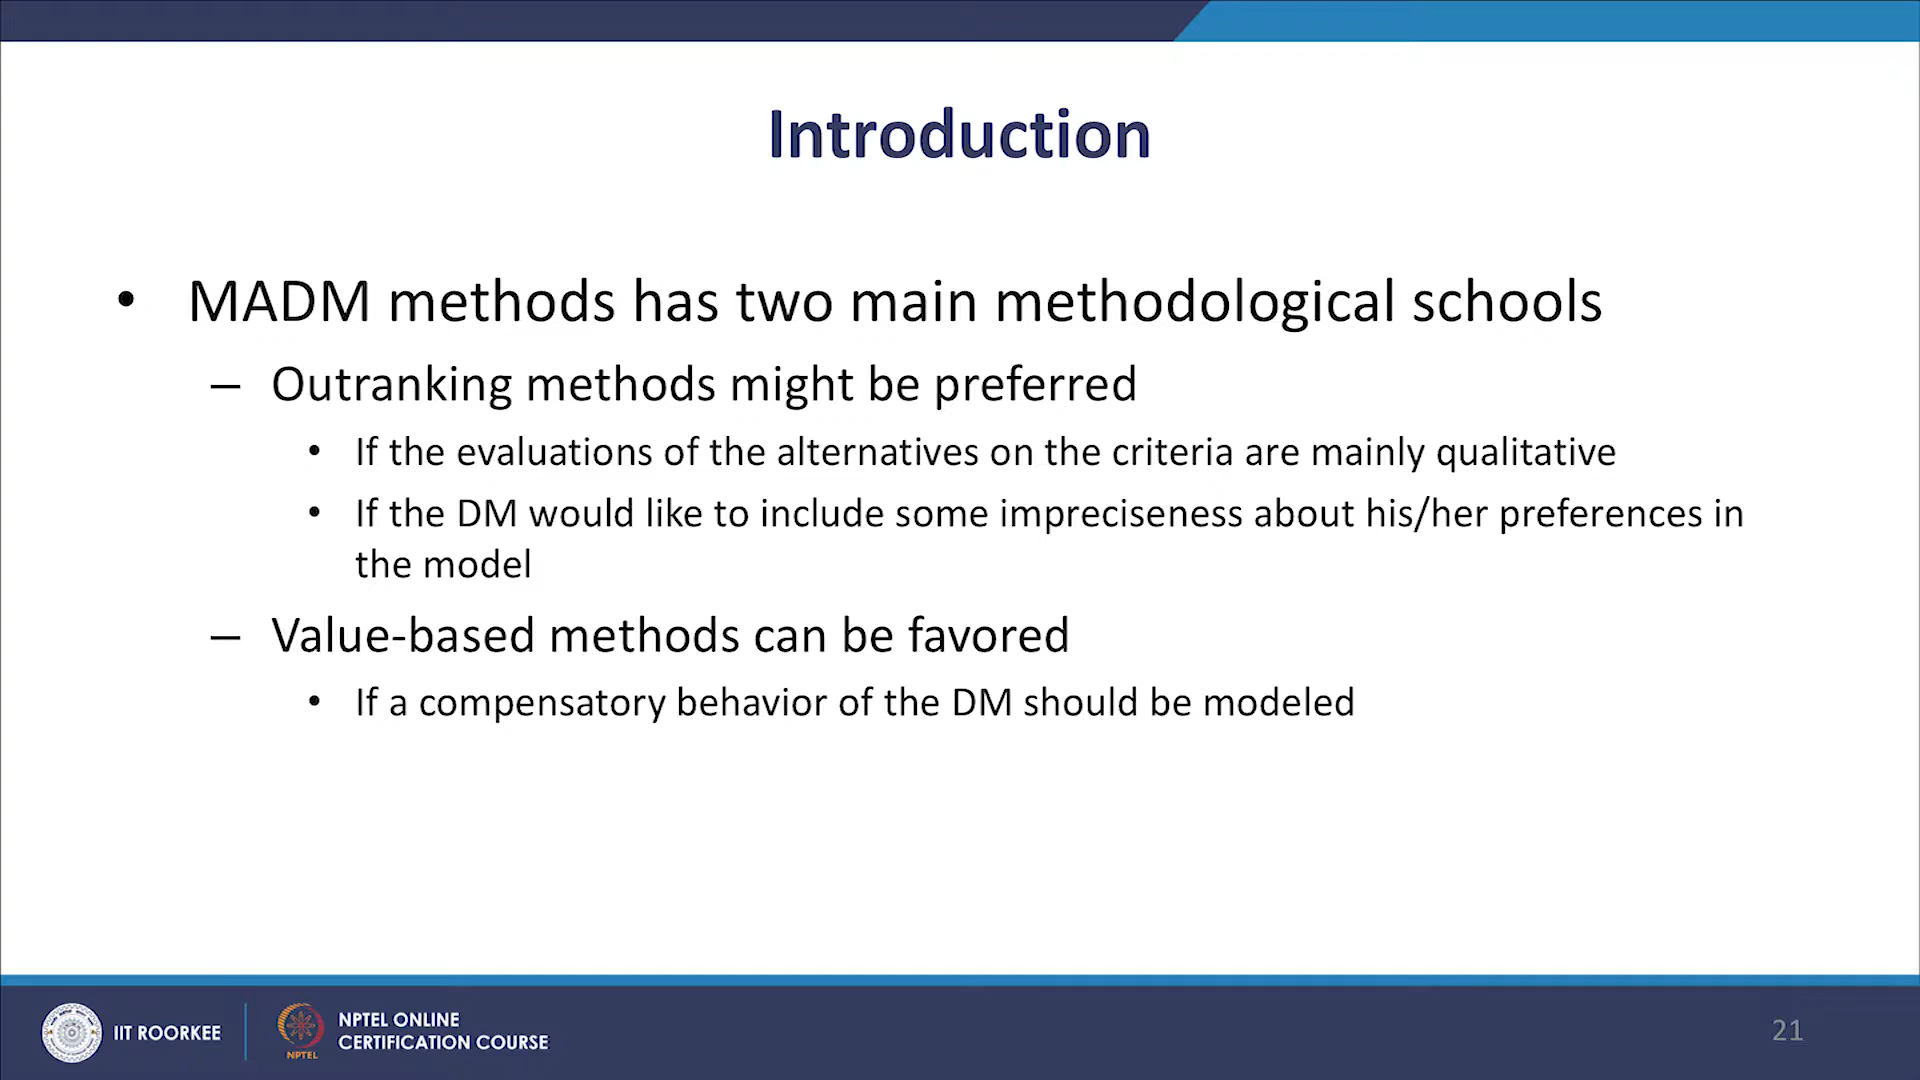 Introduction
• MADM methods has two main methodological schools
– Outranking methods might be preferred
• If the evaluations of the alternatives on the criteria are mainly qualitative
• If the DM would like to include some impreciseness about his/her preferences in
the model
– Value-based methods can be favored
• If a compensatory behavior of the DM should be modeled
IIT ROORKEE
NPTEL
NPTEL ONLINE
CERTIFICATION COURSE
21